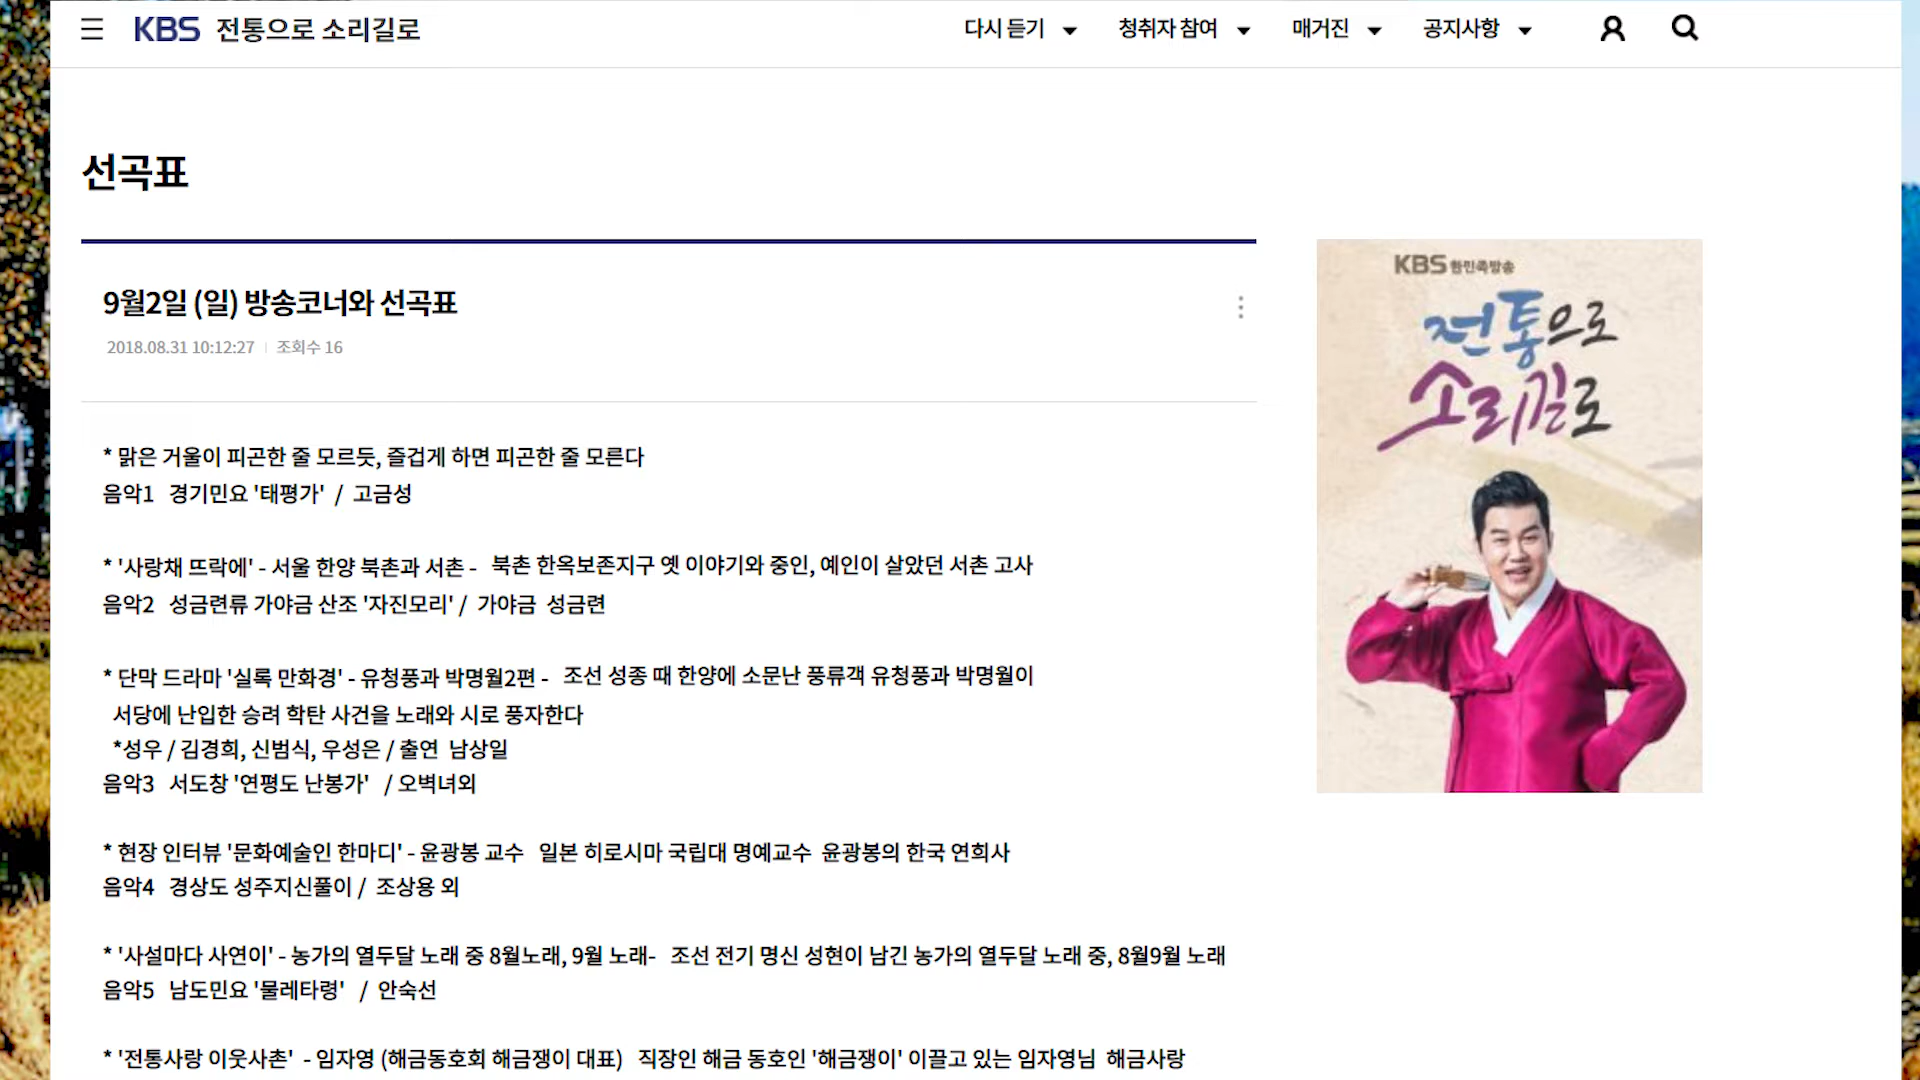 KBS 전통으로 소리길로
다시 듣기 청취자 참여 매거진 공지사항
선곡표
9월2일 (일) 방송코너와 선곡표
2018.08.31 10:12:27 | 조회수 16
* 맑은 거울이 피곤한 줄 모르듯, 즐겁게 하면 피곤한 줄 모른다
음악1 경기민요 '태평가' / 고금성
* '사랑채 뜨락에' - 서울 한양 북촌과 서촌 - 북촌 한옥보존지구 옛 이야기와 중인, 예인이 살았던 서촌 고사
음악2 성금련류 가야금 산조 '자진모리' / 가야금 성금련
* 단막 드라마 '실록 만화경' - 유청풍과 박명월2편 - 조선 성종 때 한양에 소문난 풍류객 유청풍과 박명월이
서당에 난입한 승려 학탄 사건을 노래와 시로 풍자한다
*성우 / 김경희, 신범식, 우성은 / 출연 남상일
음악3 서도창 '연평도 난봉가' / 오벽녀외
* 현장 인터뷰 '문화예술인 한마디' - 윤광봉 교수 일본 히로시마 국립대 명예교수 윤광봉의 한국 연희사
음악4 경상도 성주지신풀이 / 조상용 외
* '사설마다 사연이' - 농가의 열두달 노래 중 8월노래, 9월 노래- 조선 전기 명신 성현이 남긴 농가의 열두달 노래 중, 8월9월 노래
음악5 남도민요 '물레타령' / 안숙선
* '전통사랑 이웃사촌' - 임자영 (해금동호회 해금쟁이 대표) 직장인 해금 동호인 '해금쟁이' 이끌고 있는 임자영님 해금사랑
KBS 한민족방송
전통으로
소리길로